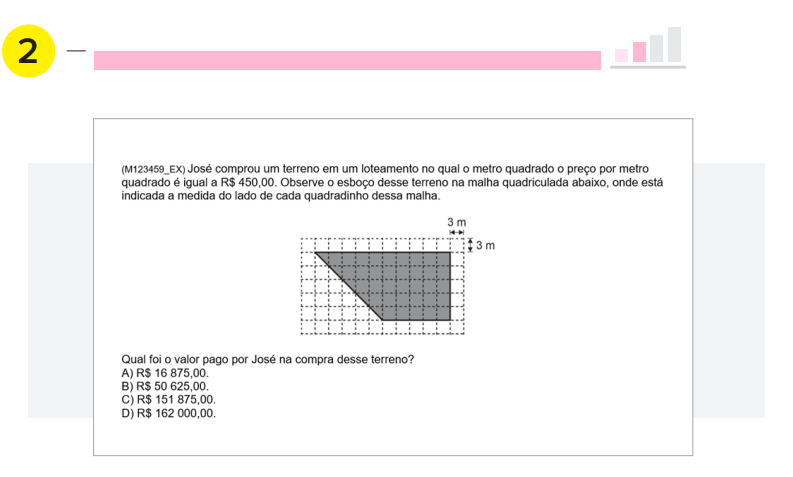 2
(M123459_EX) José comprou um terreno em um loteamento no qual o metro quadrado o preço por metro
quadrado é igual a R$ 450,00. Observe o esboço desse terreno na malha quadriculada abaixo, onde está
indicada a medida do lado de cada quadradinho dessa malha.
3 m
3 m
Qual foi o valor pago por José na compra desse terreno?
A) R$ 16 875,00.
B) R$ 50 625,00.
C) R$ 151 875,00.
D) R$ 162 000,00.